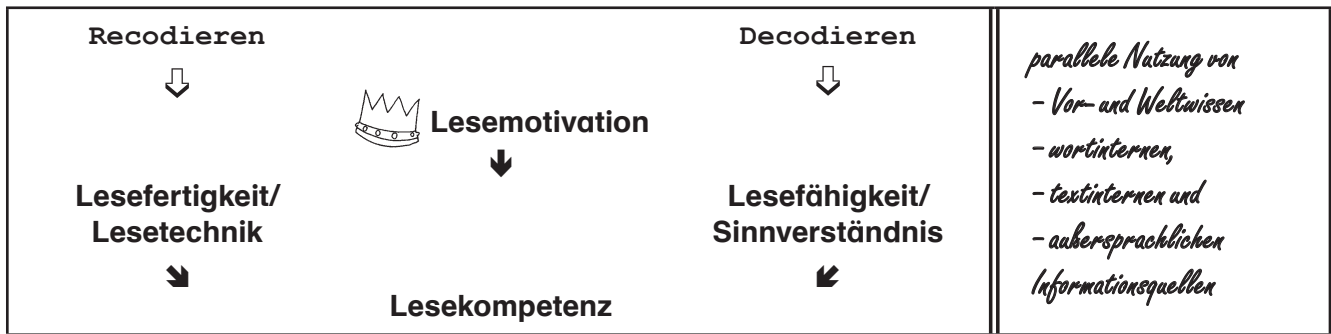 Recodieren
Decodieren
Lesemotivation
Lesefertigkeit/
Lesetechnik
Lesefähigkeit/
Sinnverständnis
Lesekompetenz
parallele Nutzung von
- Vor- und Weltwissen
- wortinternen,
- textinternen und
- außersprachlichen
Informationsquellen